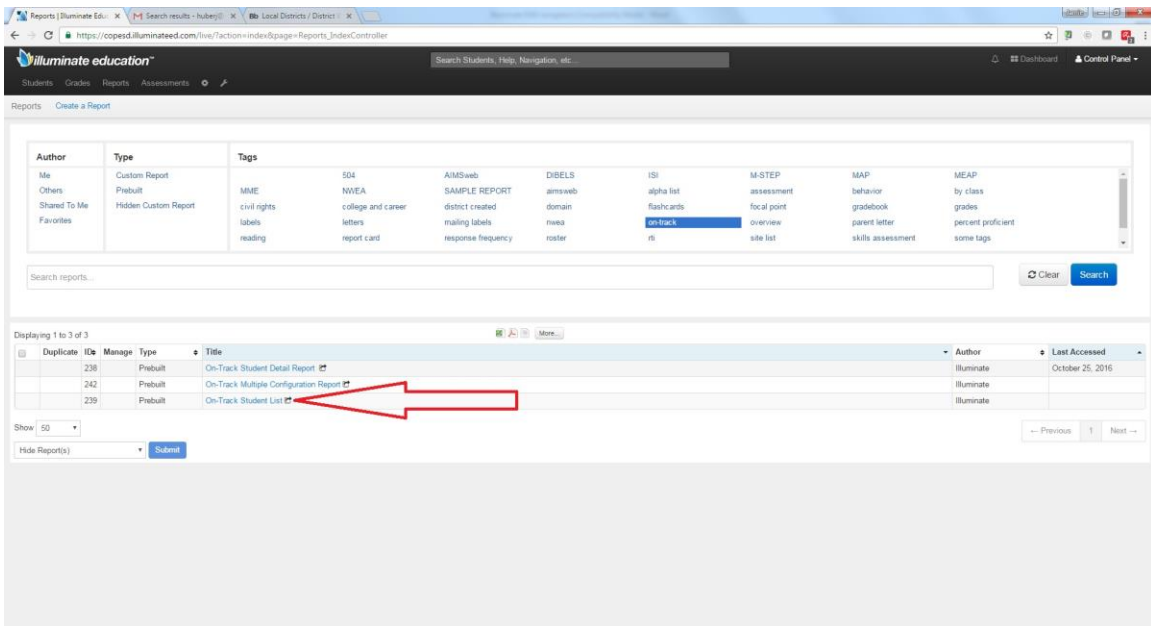 Reports | Illuminate Edu
Search results - huberj@
Bb Local Districts / District
https://copesd.illuminateed.com/live/?action=index&page=Reports_IndexController
illuminate education
Search Students, Help, Navigation, etc...
Dashboard Control Panel
Students Grades Reports Assessments
Reports Create a Report
Author Type Tags
Me Custom Report 504 AIMSweb DIBELS ISI M-STEP MAP MEAP
Others Prebuilt MME NWEA SAMPLE REPORT aimsweb alpha list assessment behavior by class
Shared To Me Hidden Custom Report civil rights college and career district created domain flashcards focal point gradebook grades
Favorites labels letters mailing labels nwea on-track overview parent letter percent proficient
reading report card response frequency roster rti site list skills assessment some tags
Search reports...
Clear Search
Displaying 1 to 3 of 3 More...
Duplicate ID Manage Type Title Author Last Accessed
238 Prebuilt On-Track Student Detail Report Illuminate October 25, 2016
242 Prebuilt On-Track Multiple Configuration Report Illuminate
239 Prebuilt On-Track Student List Illuminate
Show 50
← Previous 1 Next →
Hide Report(s) Submit